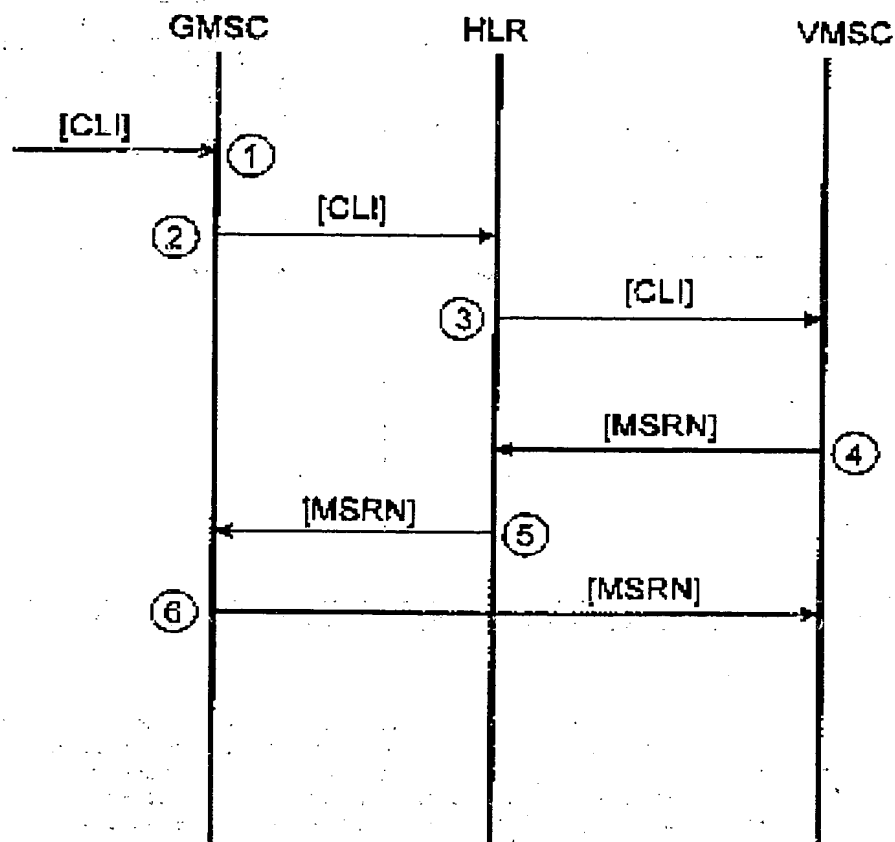 GMSC HLR VMSC
[CLI]
1
2 [CLI]
3 [CLI]
[MSRN] 4
[MSRN] 5
6 [MSRN]